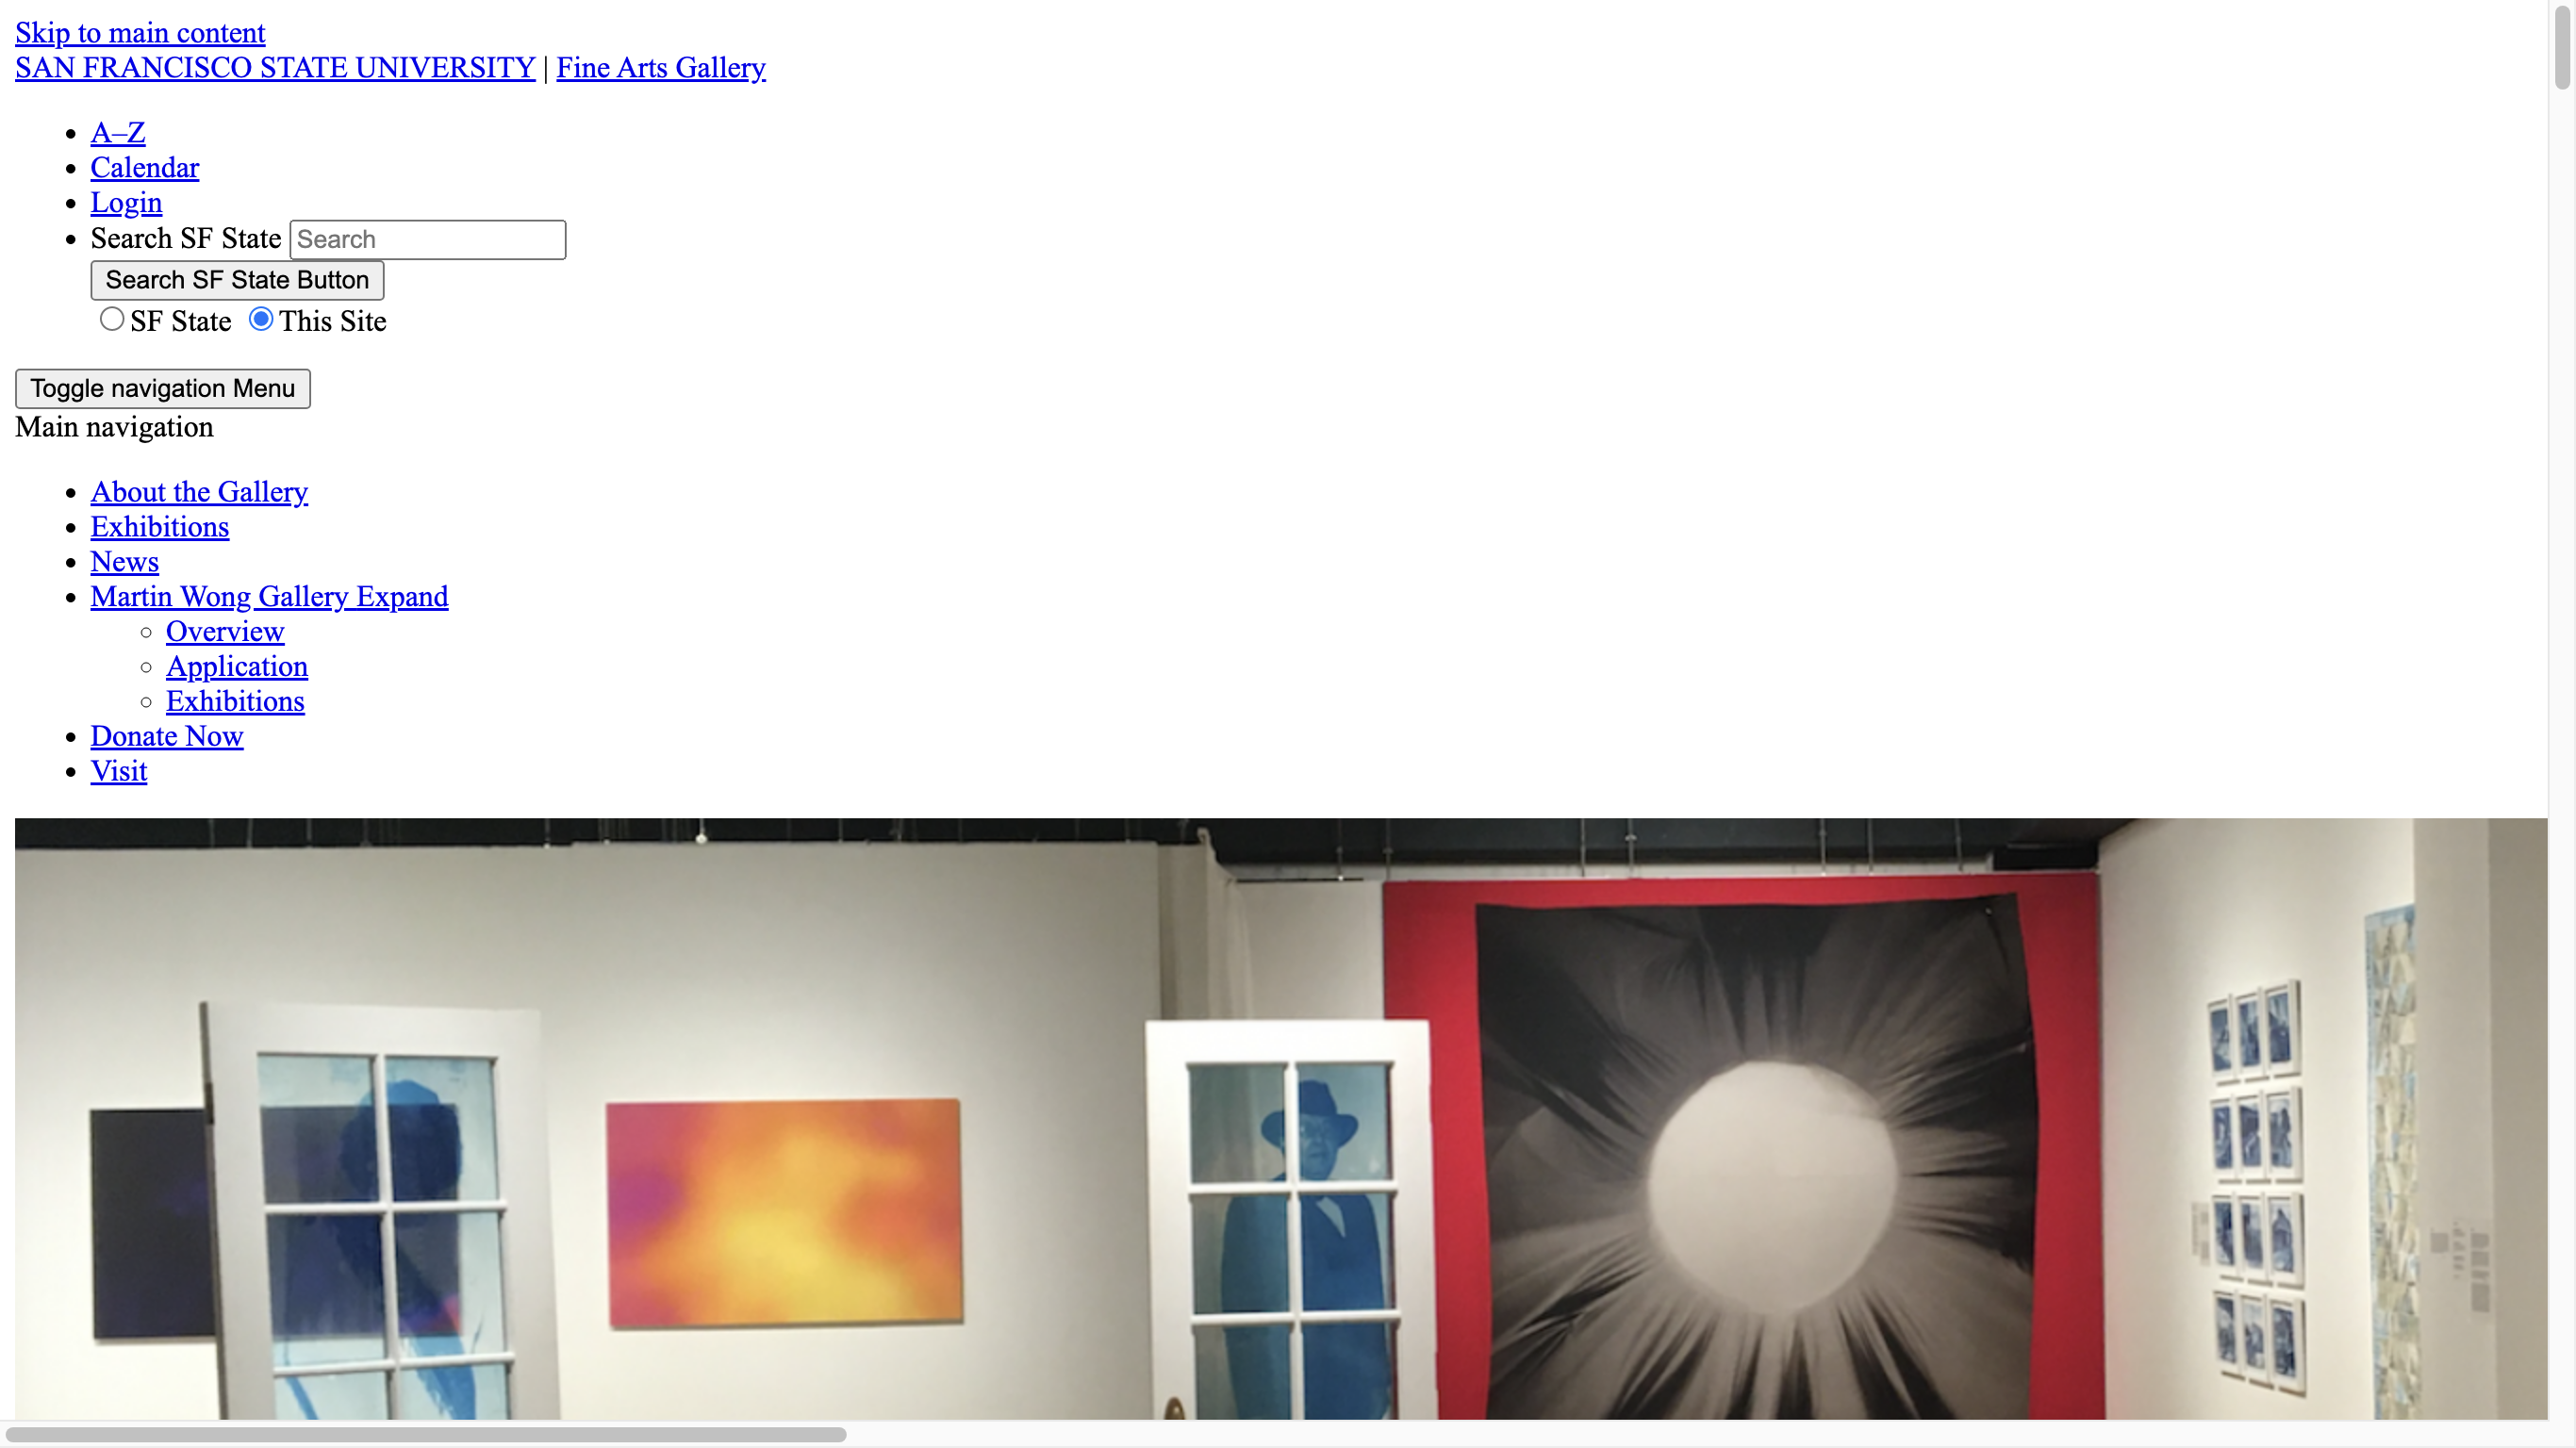 Skip to main content
SAN FRANCISCO STATE UNIVERSITY | Fine Arts Gallery
A–Z
Calendar
Login
Search SF State Search
Search SF State Button
SF State This Site
Toggle navigation Menu
Main navigation
About the Gallery
Exhibitions
News
Martin Wong Gallery Expand
Overview
Application
Exhibitions
Donate Now
Visit